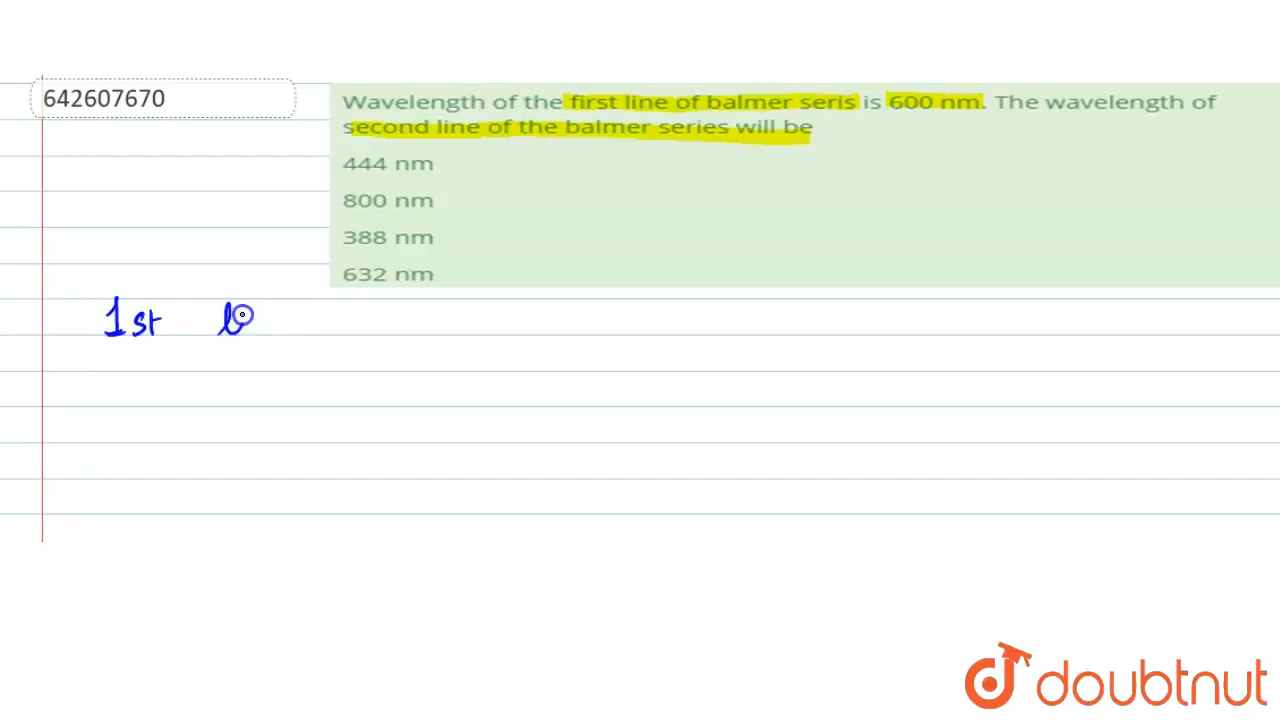 642607670
Wavelength of the first line of balmer seris is 600 nm. The wavelength of
second line of the balmer series will be
444 nm
800 nm
388 nm
632 nm
1st
doubtnut